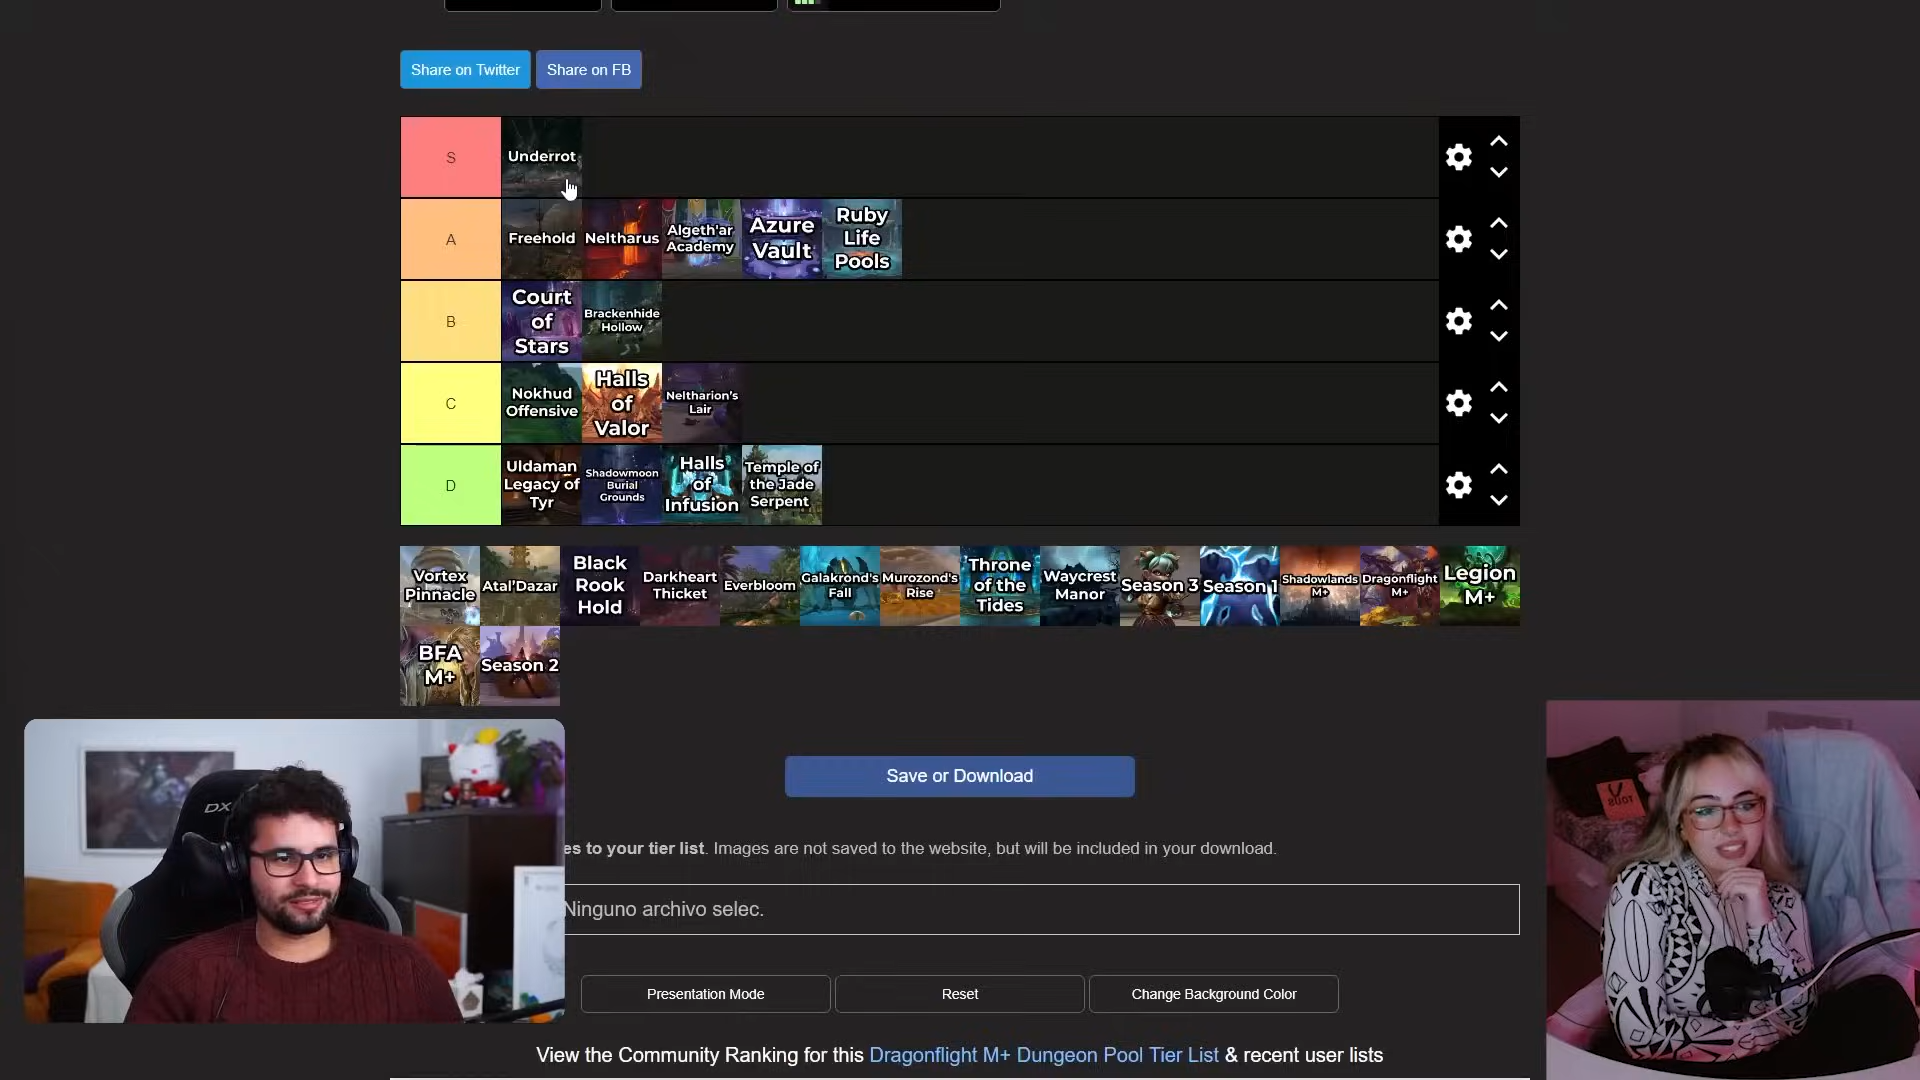 Share on Twitter
Share on FB
S
Underrot
A
Freehold
Neltharus
Algeth'ar
Academy
Azure
Vault
Ruby
Life
Pools
B
Court
of
Stars
Brackenhide
Hollow
C
Nokhud
Offensive
Halls
of
Valor
Neltharion's
Lair
D
Uldaman
Legacy of
Tyr
Shadowmoon
Burial
Grounds
Halls
of
Infusion
Temple of
the Jade
Serpent
Vortex
Pinnacle
Atal'Dazar
Black
Rook
Hold
Darkheart
Thicket
Everbloom
Galakrond's
Fall
Murozond's
Rise
Throne
of the
Tides
Waycrest
Manor
Season 3
Season 1
Shadowlands
M+
Dragonflight
M+
Legion
M+
BFA
M+
Season 2
Save or Download
es to your tier list. Images are not saved to the website, but will be included in your download.
Ninguno archivo selec.
Presentation Mode
Reset
Change Background Color
View the Community Ranking for this Dragonflight M+ Dungeon Pool Tier List & recent user lists
DX